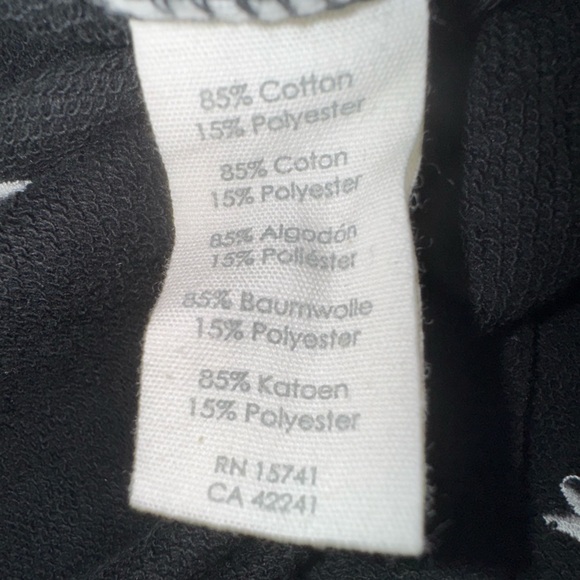 85% Cotton
15% Polyester
85% Coton
15% Polyester
85% Algodón
15% Poliéster
85% Baumwolle
15% Polyester
85% Katoen
15% Polyester
RN 15741
CA 42241